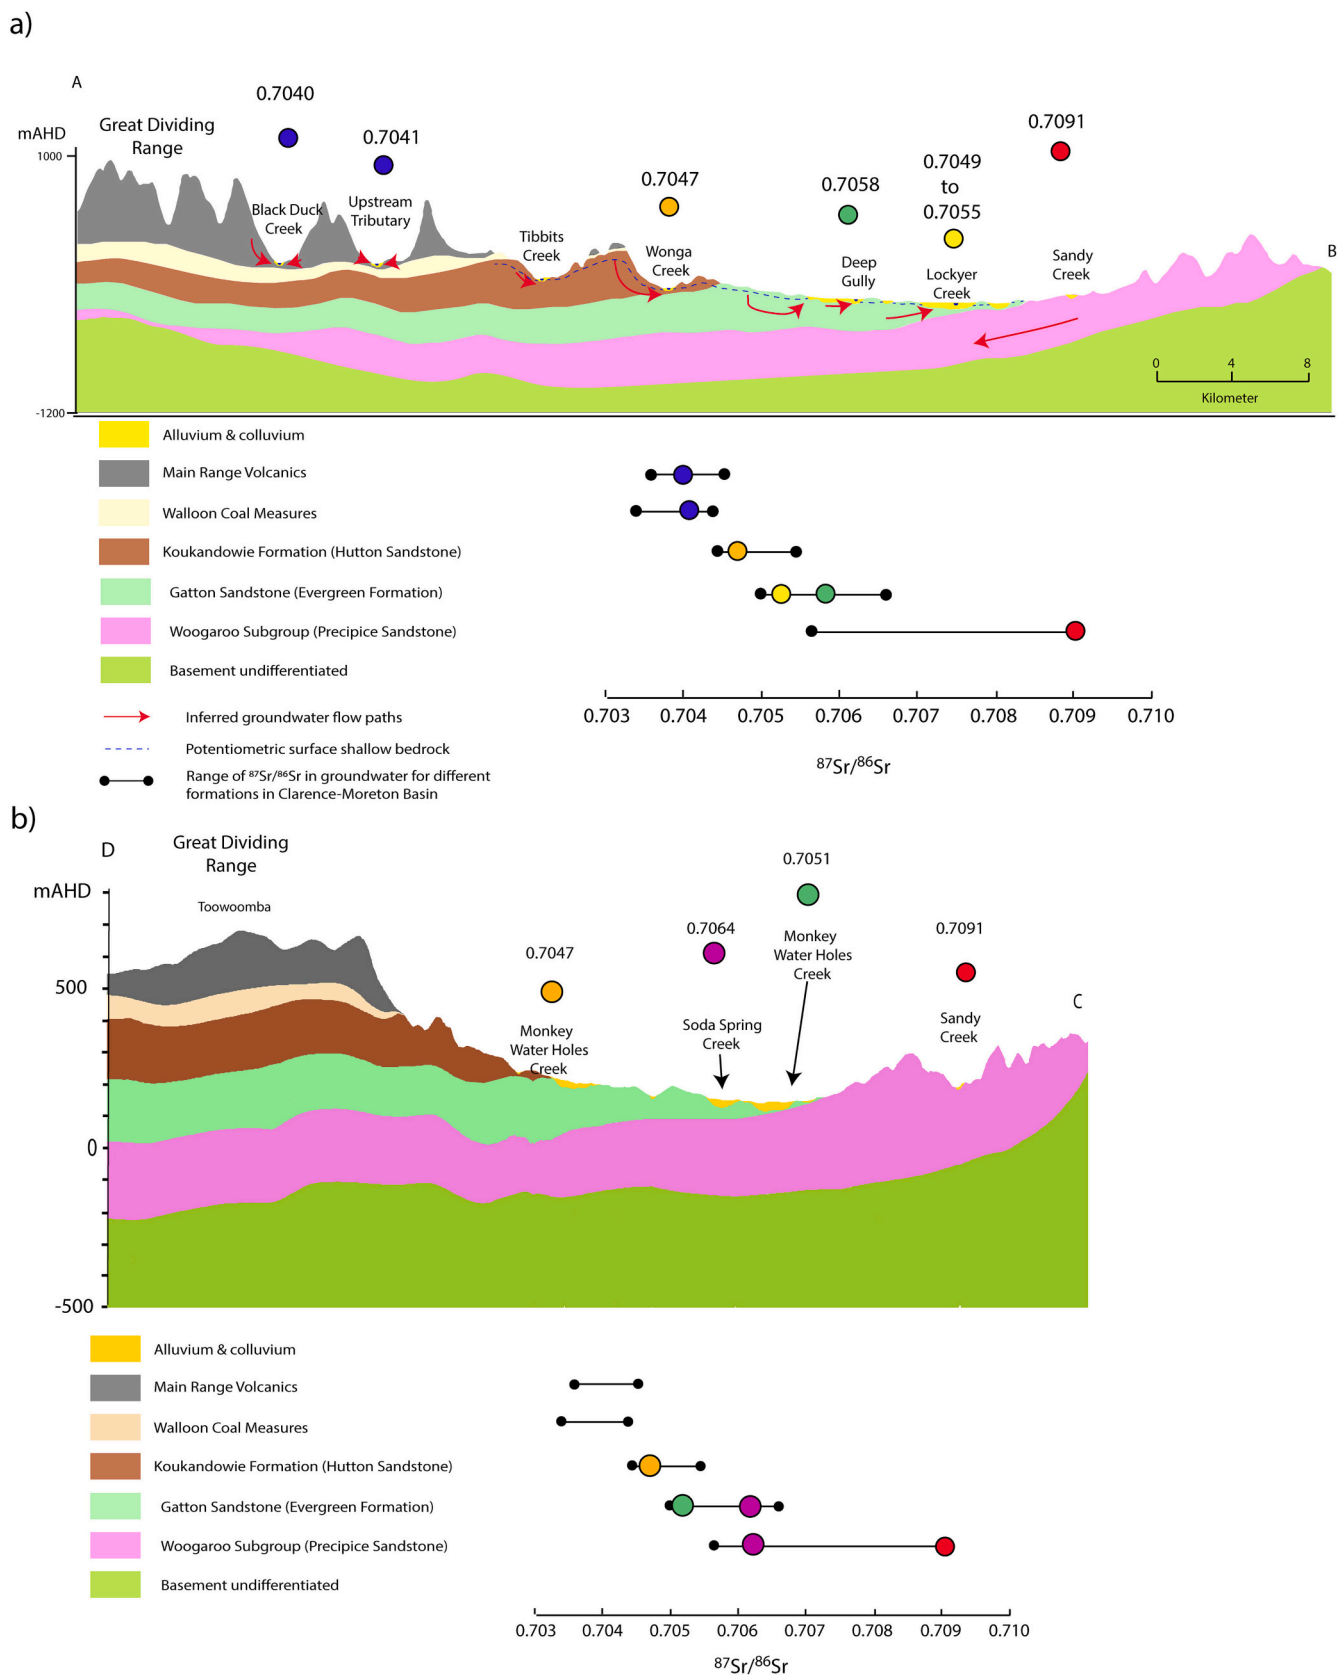 a)
A
0.7040
0.7041
0.7091
mAHD
Great Dividing
Range
1000
0.7049
to
0.7055
0.7047
0.7058
Black Duck
Creek
Upstream
Tributary
Tibbits
Creek
Wonga
Creek
Deep
Gully
Lockyer
Creek
Sandy
Creek
B
0 4 8
Kilometer
-1200
Alluvium & colluvium
Main Range Volcanics
Walloon Coal Measures
Koukandowie Formation (Hutton Sandstone)
Gatton Sandstone (Evergreen Formation)
Woogaroo Subgroup (Precipice Sandstone)
Basement undifferentiated
Inferred groundwater flow paths
Potentiometric surface shallow bedrock
Range of ⁸⁷Sr/⁸⁶Sr in groundwater for different
formations in Clarence-Moreton Basin
0.703 0.704 0.705 0.706 0.707 0.708 0.709 0.710
⁸⁷Sr/⁸⁶Sr
b)
D
Great Dividing
Range
mAHD
Toowoomba
0.7051
0.7064
0.7047
0.7091
Monkey
Water Holes
Creek
Soda Spring
Creek
Monkey
Water Holes
Creek
Sandy
Creek
C
500
0
-500
Alluvium & colluvium
Main Range Volcanics
Walloon Coal Measures
Koukandowie Formation (Hutton Sandstone)
Gatton Sandstone (Evergreen Formation)
Woogaroo Subgroup (Precipice Sandstone)
Basement undifferentiated
0.703 0.704 0.705 0.706 0.707 0.708 0.709 0.710
⁸⁷Sr/⁸⁶Sr